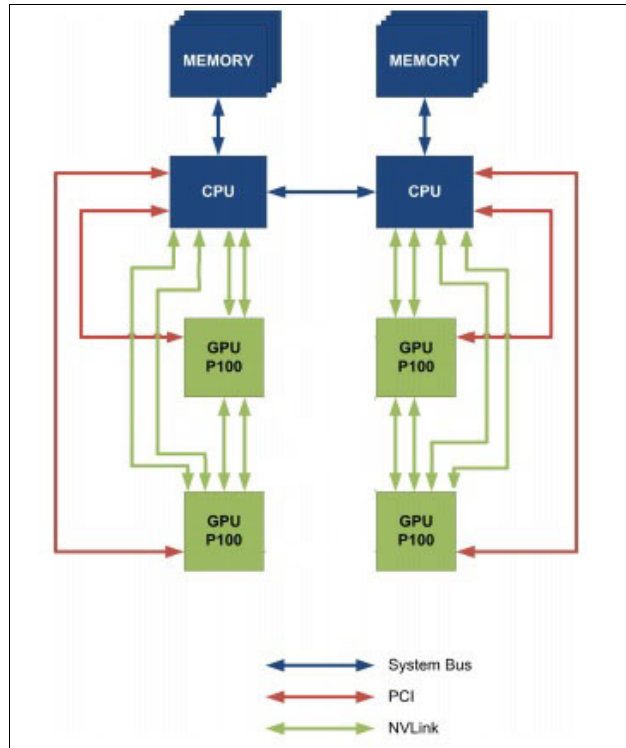 MEMORY
MEMORY
CPU
CPU
GPU
P100
GPU
P100
GPU
P100
GPU
P100
System Bus
PCI
NVLink